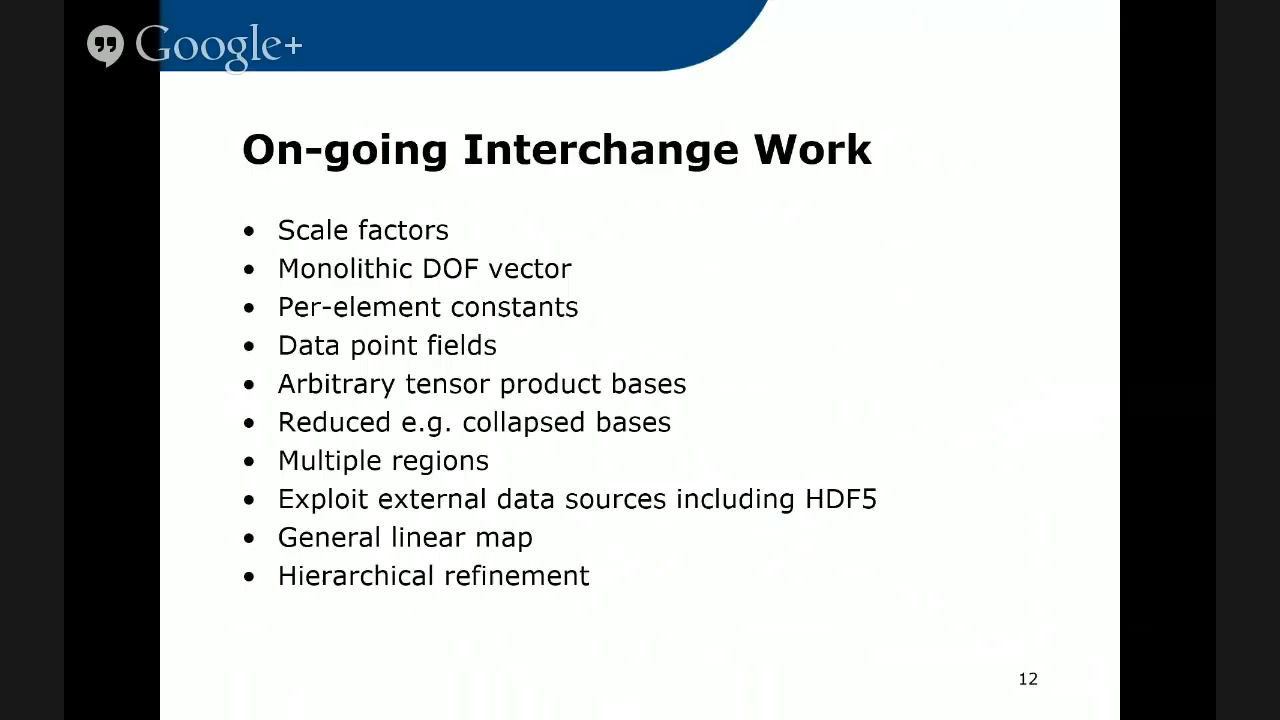 Google+
On-going Interchange Work
• Scale factors
• Monolithic DOF vector
• Per-element constants
• Data point fields
• Arbitrary tensor product bases
• Reduced e.g. collapsed bases
• Multiple regions
• Exploit external data sources including HDF5
• General linear map
• Hierarchical refinement
12